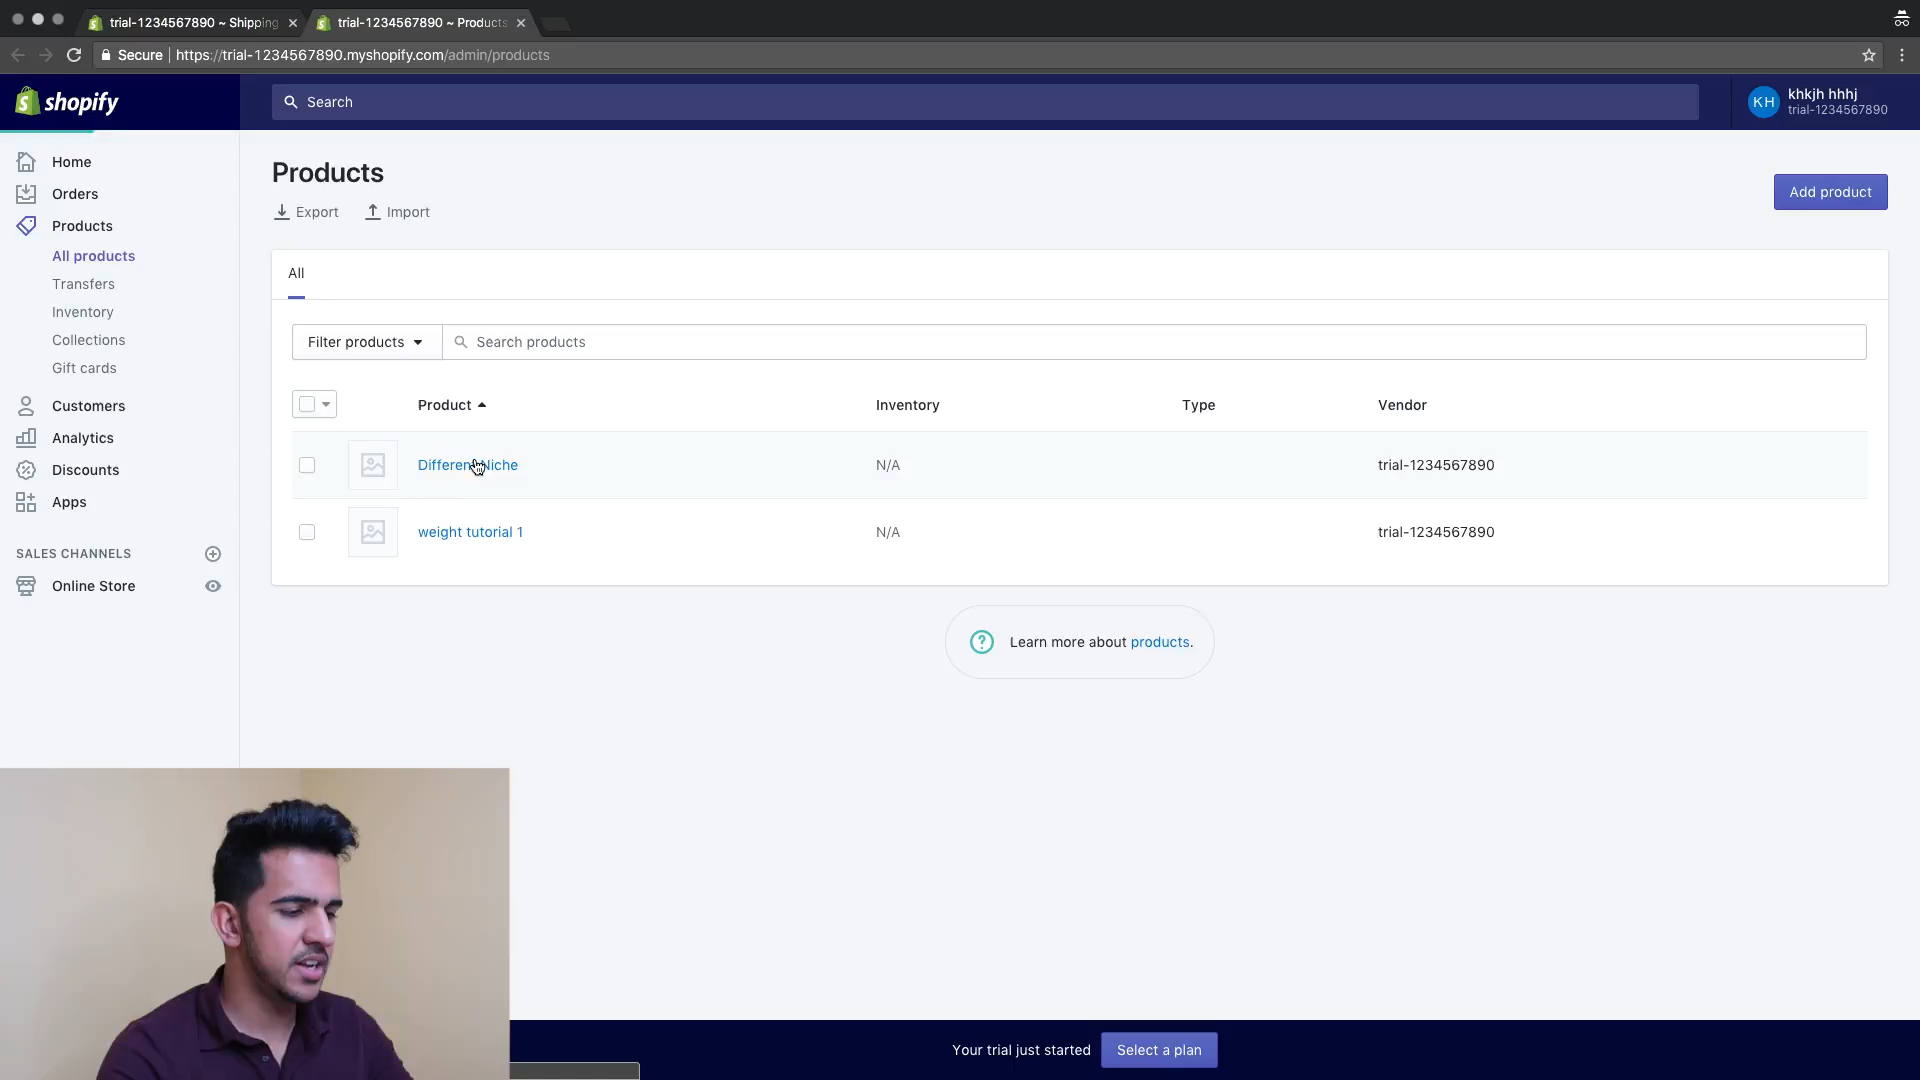 trial-1234567890 ~ Shipping
trial-1234567890 ~ Products
Secure | https://trial-1234567890.myshopify.com/admin/products
shopify
Search
KH
khkjh hhhj
trial-1234567890
Home
Orders
Products
All products
Transfers
Inventory
Collections
Gift cards
Customers
Analytics
Discounts
Apps
SALES CHANNELS
Online Store
Products
Export
Import
Add product
All
Filter products
Search products
Product
Inventory
Type
Vendor
N/A
trial-1234567890
weight tutorial 1
N/A
trial-1234567890
?
Learn more about products.
Your trial just started
Select a plan